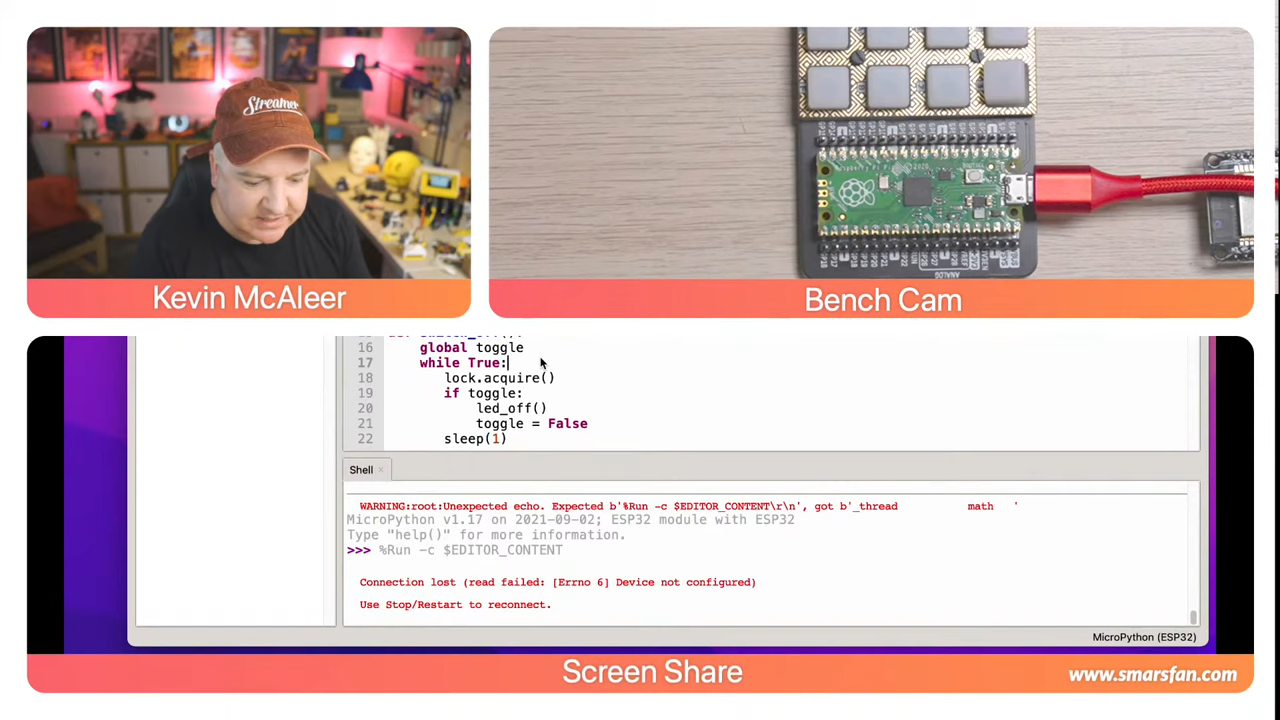 Streamer
Kevin McAleer
Bench Cam
ANALOG
16 global toggle
17 while True:
18 lock.acquire()
19 if toggle:
20 led_off()
21 toggle = False
22 sleep(1)
Shell ×
WARNING:root:Unexpected echo. Expected b'%Run -c $EDITOR_CONTENT\r\n', got b'_thread math '
MicroPython v1.17 on 2021-09-02; ESP32 module with ESP32
Type "help()" for more information.
>>> %Run -c $EDITOR_CONTENT
Connection lost (read failed: [Errno 6] Device not configured)
Use Stop/Restart to reconnect.
MicroPython (ESP32)
Screen Share
www.smarsfan.com